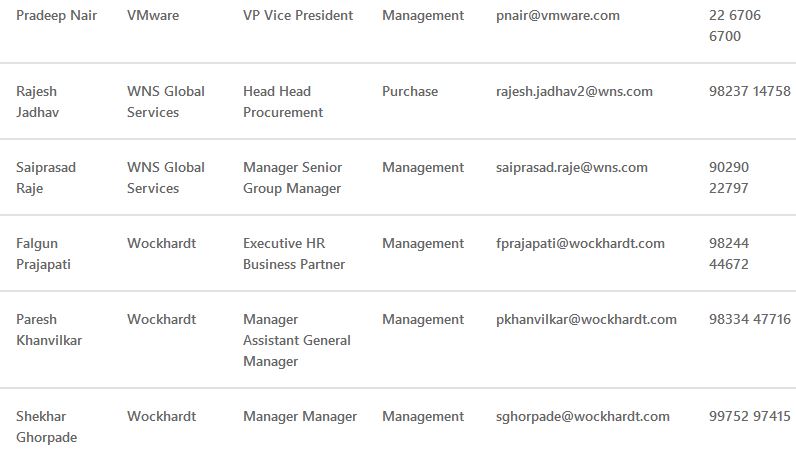 Pradeep Nair VMware VP Vice President Management pnair@vmware.com 22 6706
6700
Rajesh WNS Global Head Head Purchase rajesh.jadhav2@wns.com 98237 14758
Jadhav Services Procurement
Saiprasad WNS Global Manager Senior Management saiprasad.raje@wns.com 90290
Raje Services Group Manager 22797
Falgun Wockhardt Executive HR Management fprajapati@wockhardt.com 98244
Prajapati Business Partner 44672
Paresh Wockhardt Manager Management pkhanvilkar@wockhardt.com 98334 47716
Khanvilkar Assistant General
Manager
Shekhar Wockhardt Manager Manager Management sghorpade@wockhardt.com 99752 97415
Ghorpade